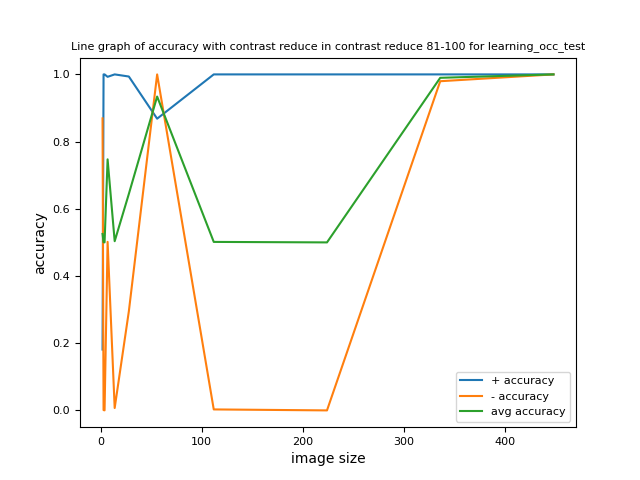 Line graph of accuracy with contrast reduce in contrast reduce 81-100 for learning_occ_test
1.0
0.8
0.6
0.4
0.2
0.0
accuracy
0
100
200
300
400
image size
+ accuracy
- accuracy
avg accuracy